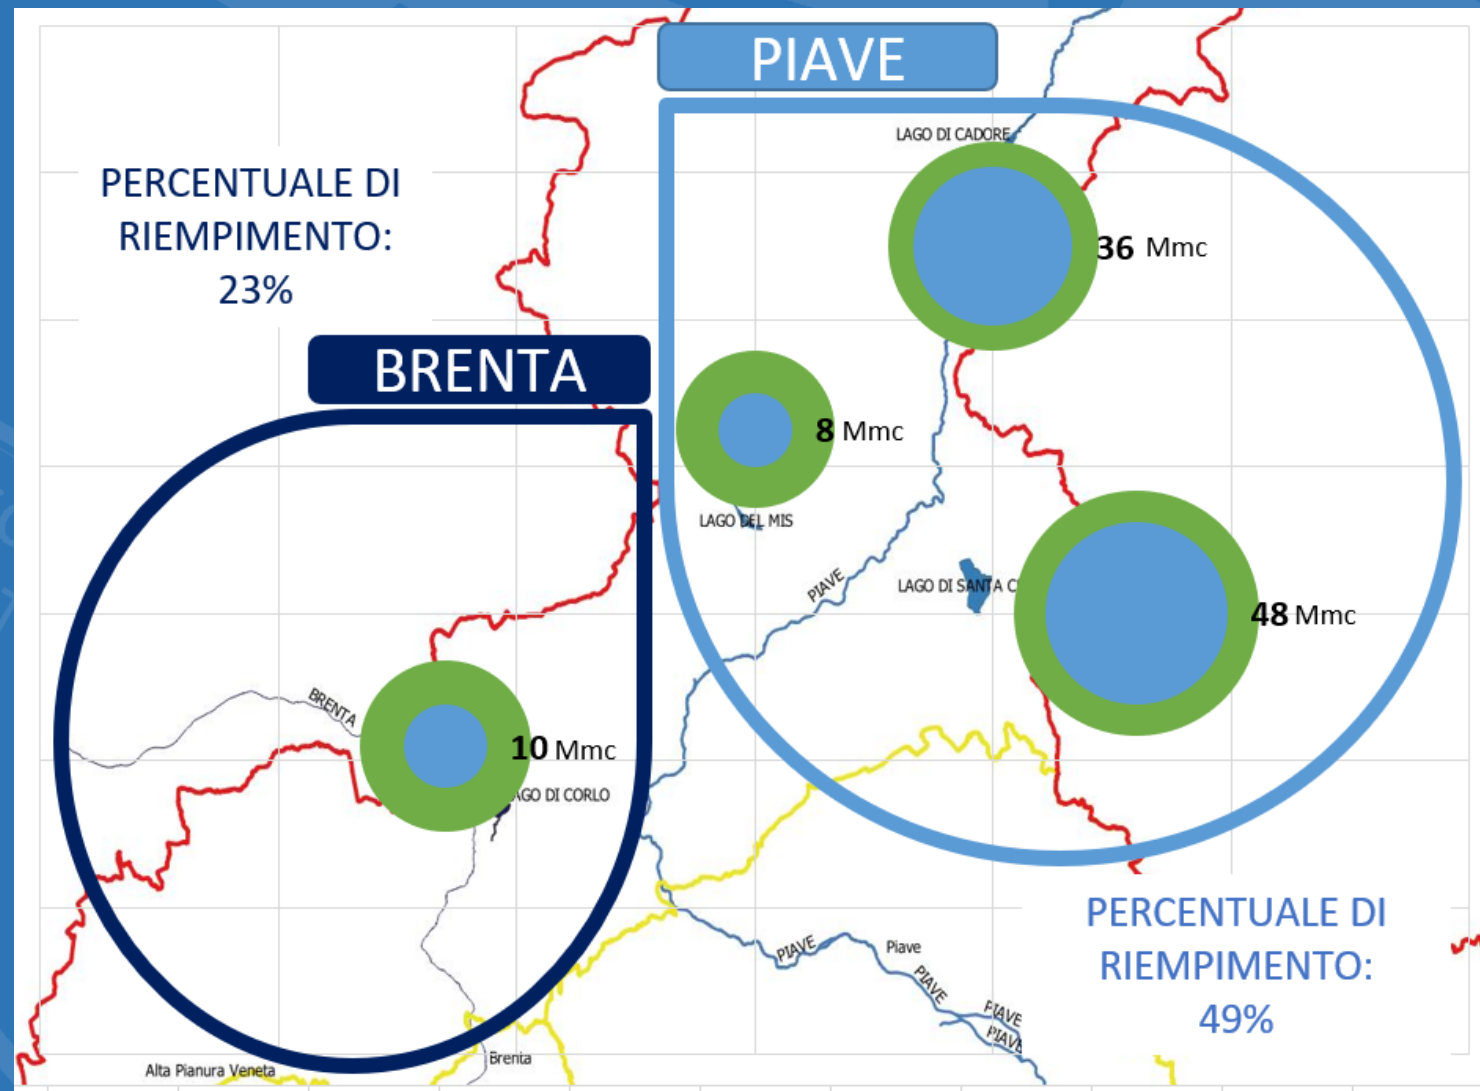 PIAVE
LAGO DI CADORE
PERCENTUALE DI
RIEMPIMENTO:
23%
36 Mmc
BRENTA
8 Mmc
LAGO DEL MIS
PIAVE
LAGO DI SANTA C
48 Mmc
BRENTA
10 Mmc
AGO DI CORLO
PERCENTUALE DI
RIEMPIMENTO:
49%
PIAVE
Piave
PIAVE
PIAVE
PIAVE
Brenta
Alta Pianura Veneta